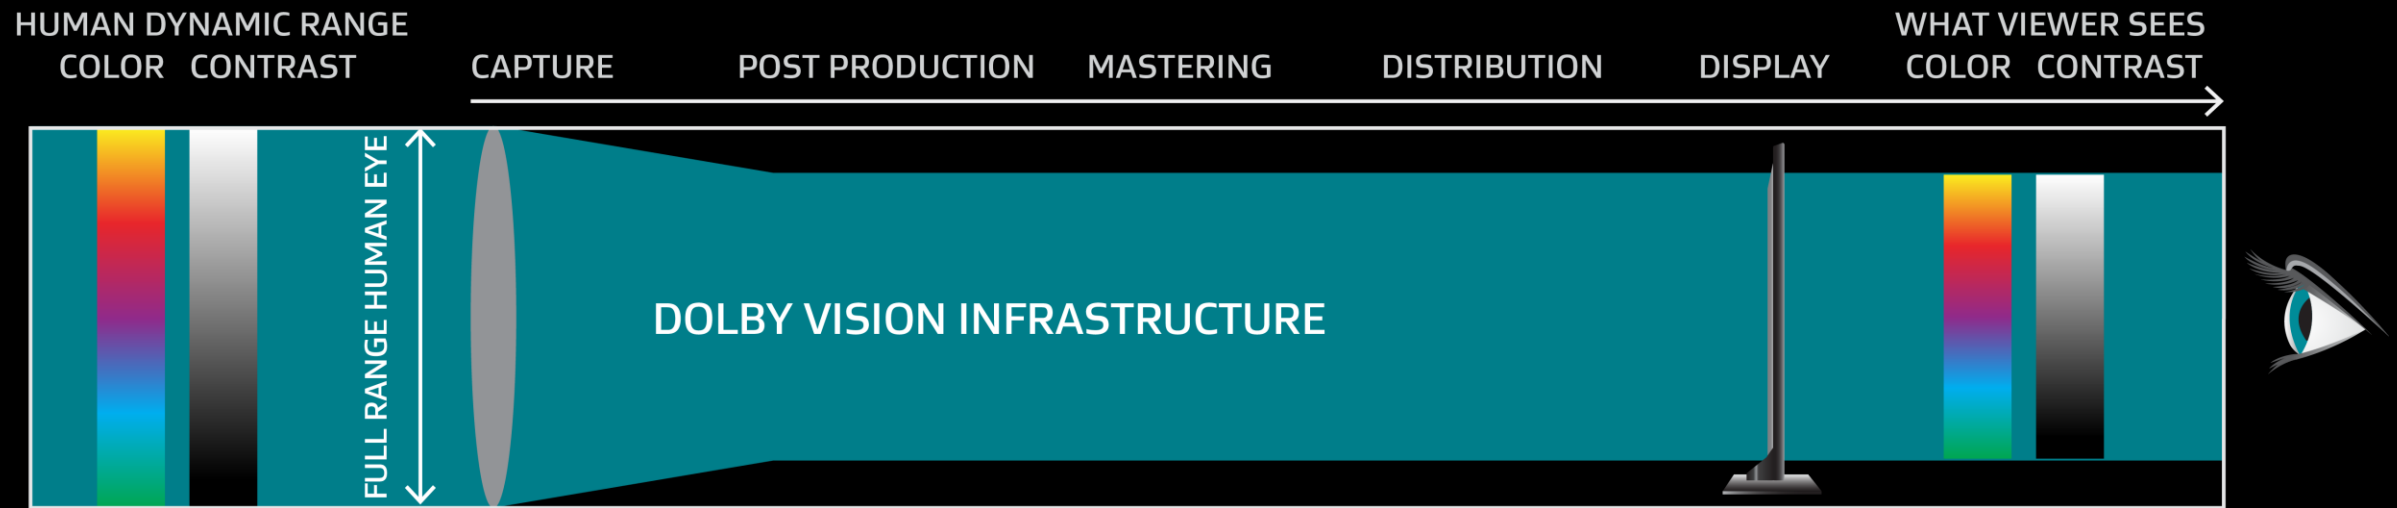 HUMAN DYNAMIC RANGE
COLOR CONTRAST
CAPTURE
POST PRODUCTION
MASTERING
DISTRIBUTION
DISPLAY
WHAT VIEWER SEES
COLOR CONTRAST
FULL RANGE HUMAN EYE
DOLBY VISION INFRASTRUCTURE